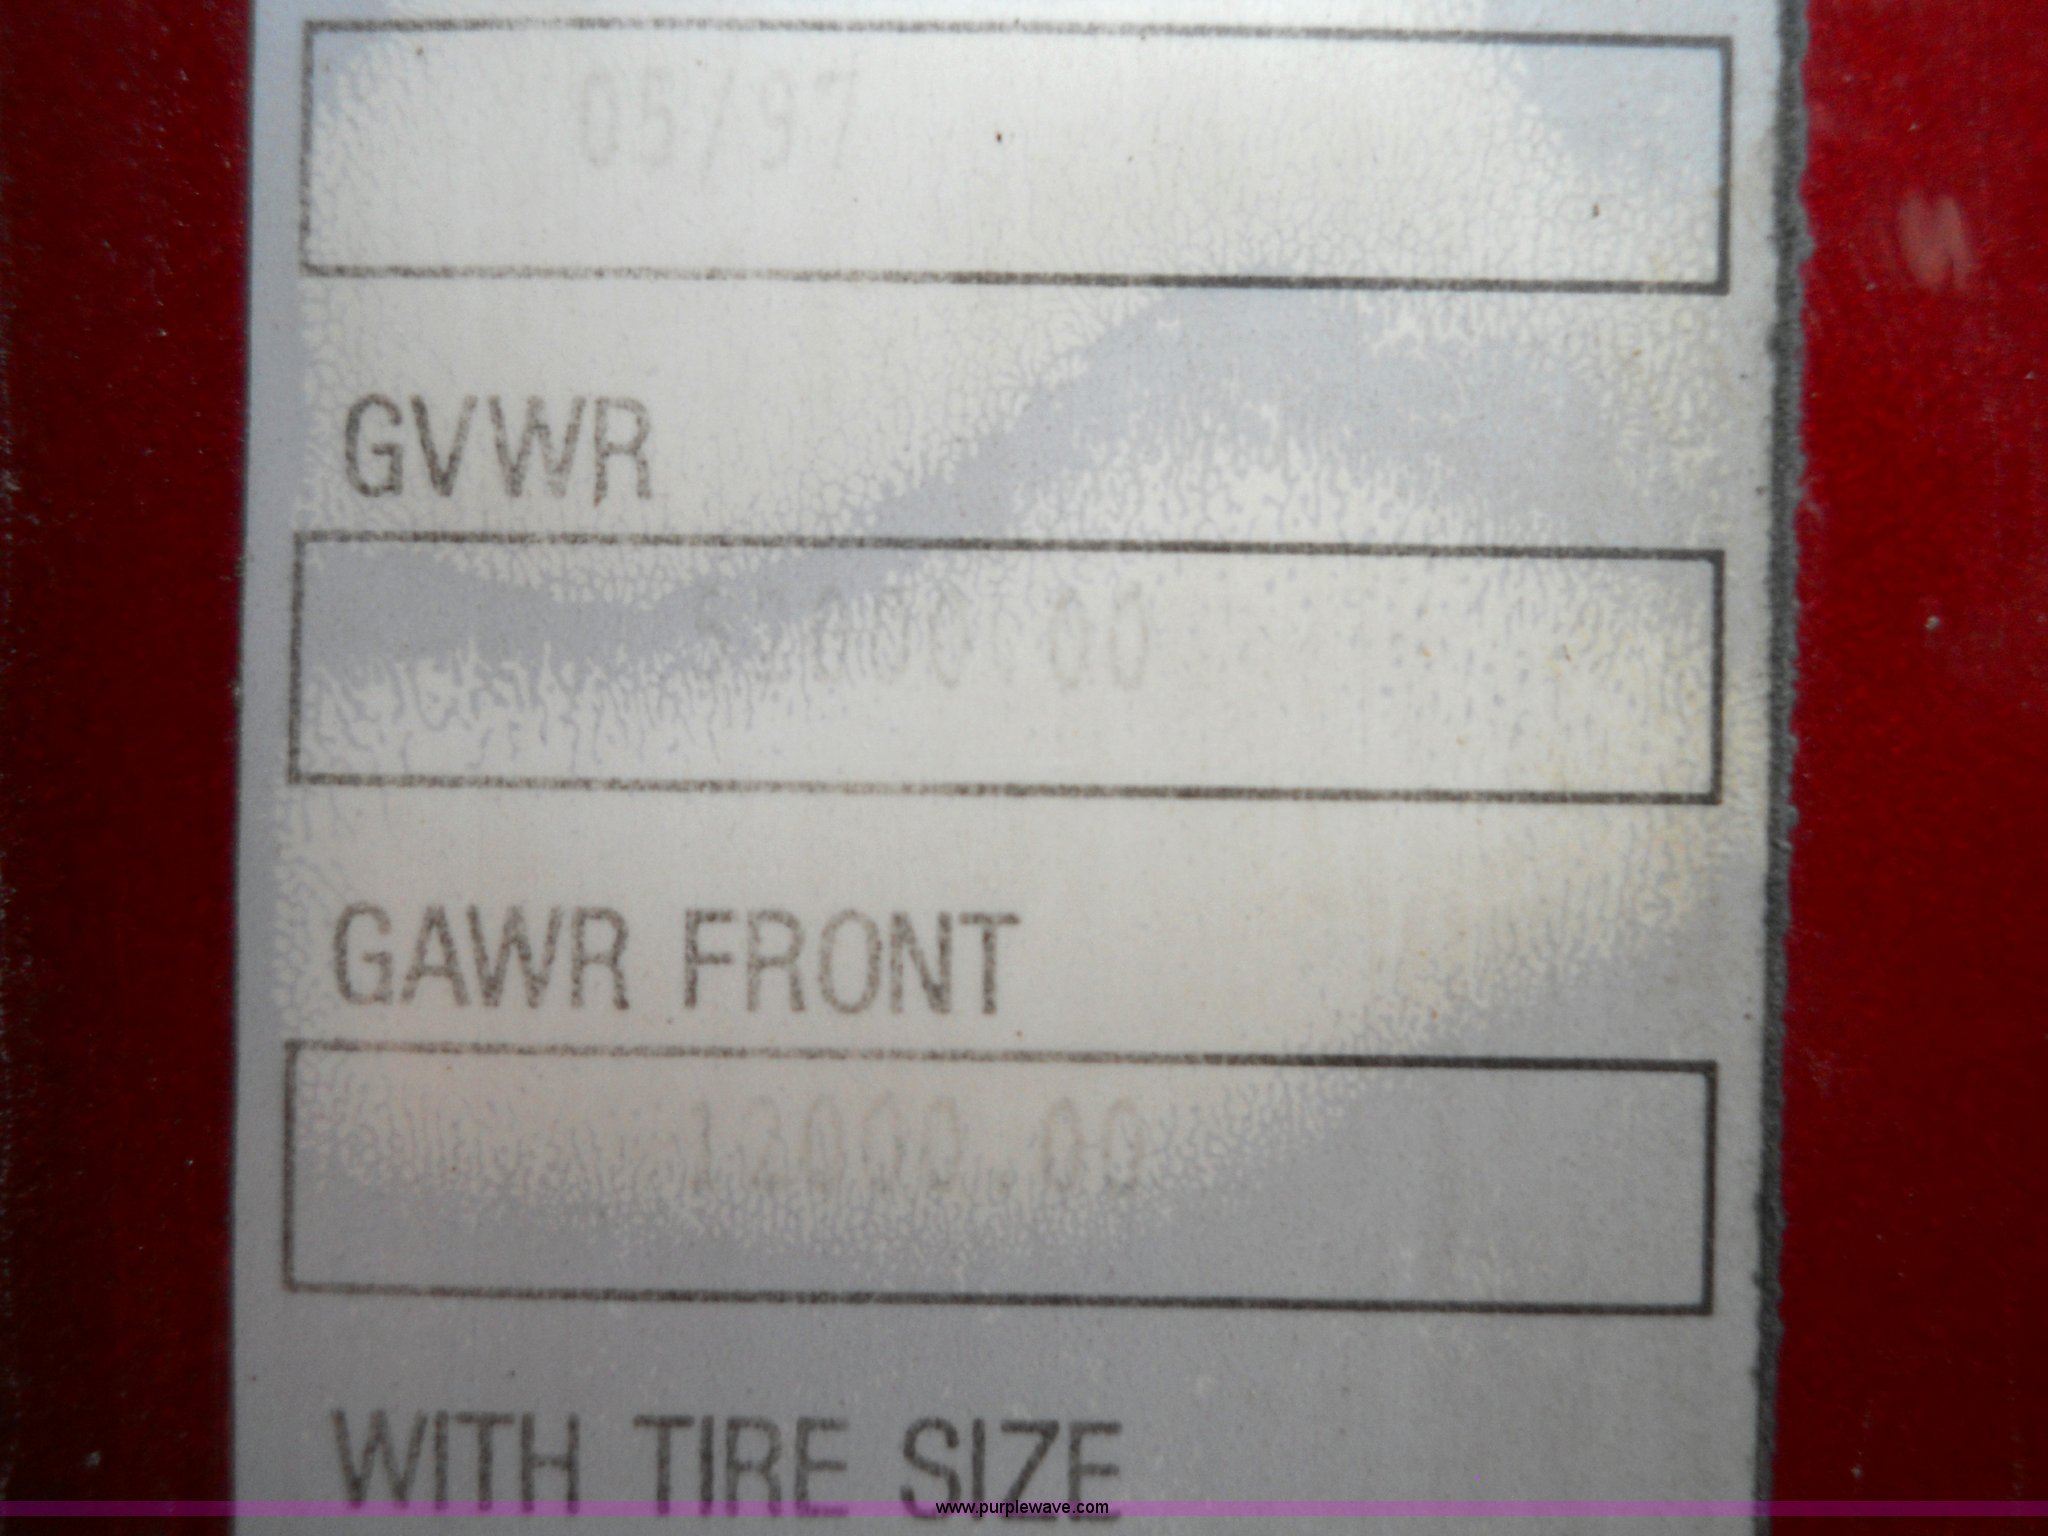 05/97
GVWR
GAWR FRONT
12000.00
WITH TIRE SIZE
www.purplewave.com